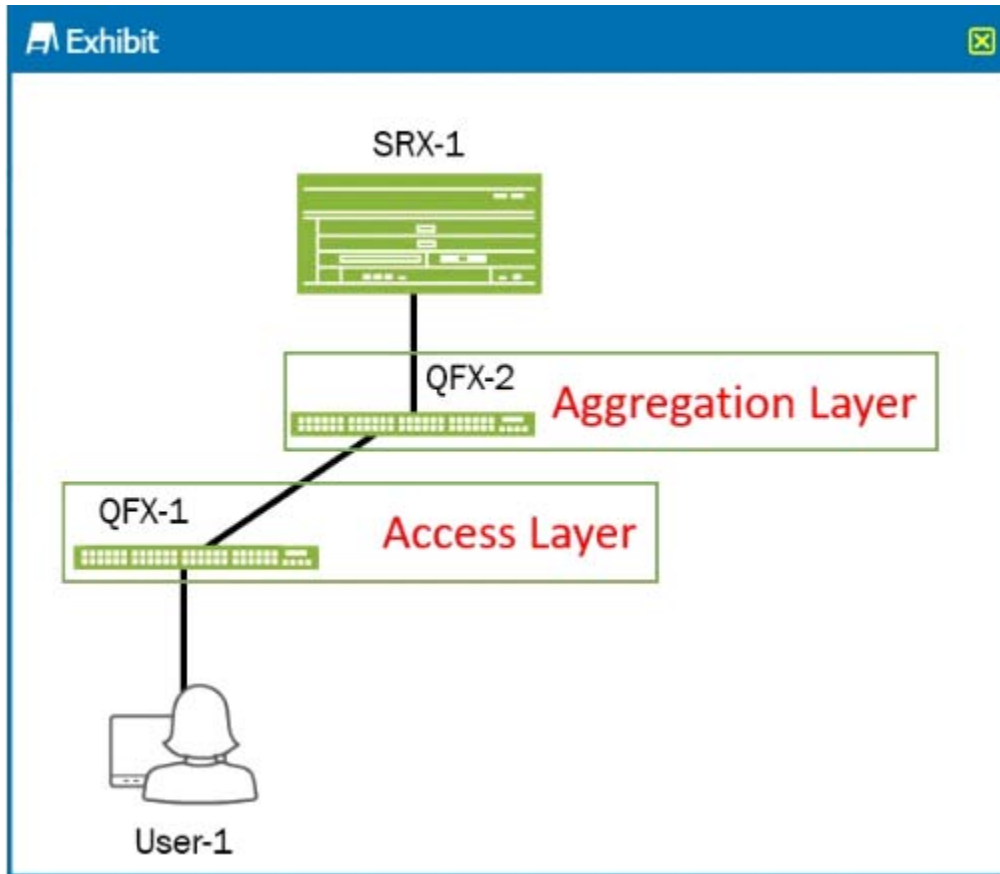 Exhibit
SRX-1
QFX-2
Aggregation Layer
QFX-1
Access Layer
User-1